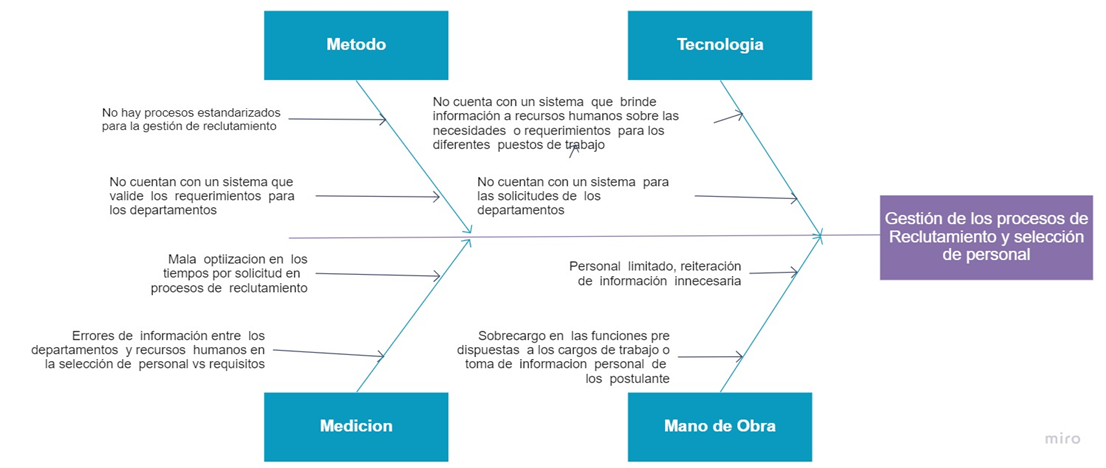 Metodo
Tecnologia
No hay procesos estandarizados
para la gestión de reclutamiento
No cuenta con un sistema que brinde
información a recursos humanos sobre las
necesidades o requerimientos para los
diferentes puestos de trabajo
No cuentan con un sistema que
valide los requerimientos para
los departamentos
No cuentan con un sistema para
las solicitudes de los
departamentos
Gestión de los procesos de
Reclutamiento y selección
de personal
Mala optiizacion en los
tiempos por solicitud en
procesos de reclutamiento
Personal limitado, reiteración
de información innecesaria
Errores de información entre los
departamentos y recursos humanos en
la selección de personal vs requisitos
Sobrecargo en las funciones pre
dispuestas a los cargos de trabajo o
toma de informacion personal de
los postulante
Medicion
Mano de Obra
miro